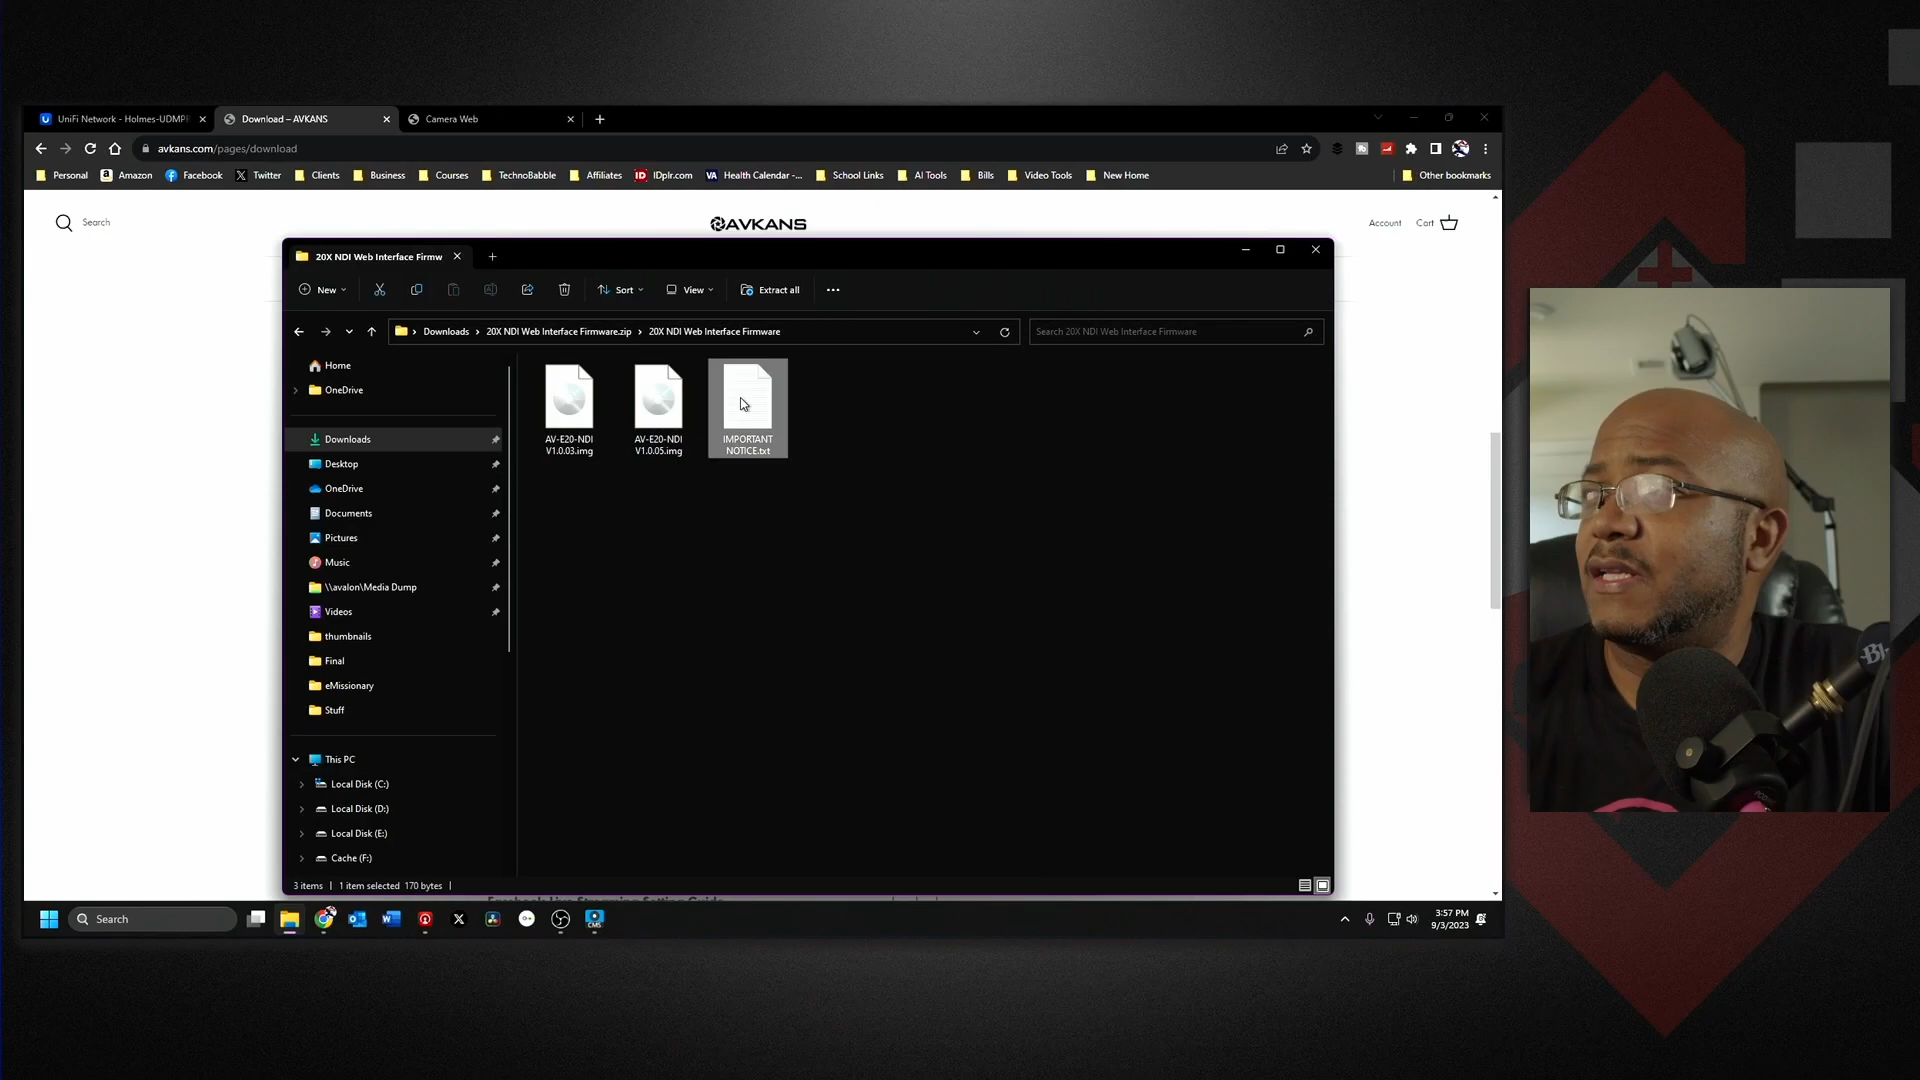 UniFi Network - Holmes-UDMPR
Download – AVKANS
Camera Web
avkans.com/pages/download
Personal
Amazon
Facebook
Twitter
Clients
Business
Courses
TechnoBabble
Affiliates
IDplr.com
Health Calendar -...
School Links
AI Tools
Bills
Video Tools
New Home
Other bookmarks
Search
AVKANS
Account
Cart
20X NDI Web Interface Firmw
New
Sort
View
Extract all
Downloads > 20X NDI Web Interface Firmware.zip > 20X NDI Web Interface Firmware
Search 20X NDI Web Interface Firmware
Home
OneDrive
Downloads
Desktop
OneDrive
Documents
Pictures
Music
\\avalon\Media Dump
Videos
thumbnails
Final
eMissionary
Stuff
This PC
Local Disk (C:)
Local Disk (D:)
Local Disk (E:)
Cache (F:)
AV-E20-NDI
V1.0.03.img
AV-E20-NDI
V1.0.05.img
IMPORTANT
NOTICE.txt
3 items
1 item selected 170 bytes
Search
CMS
3:57 PM
9/3/2023